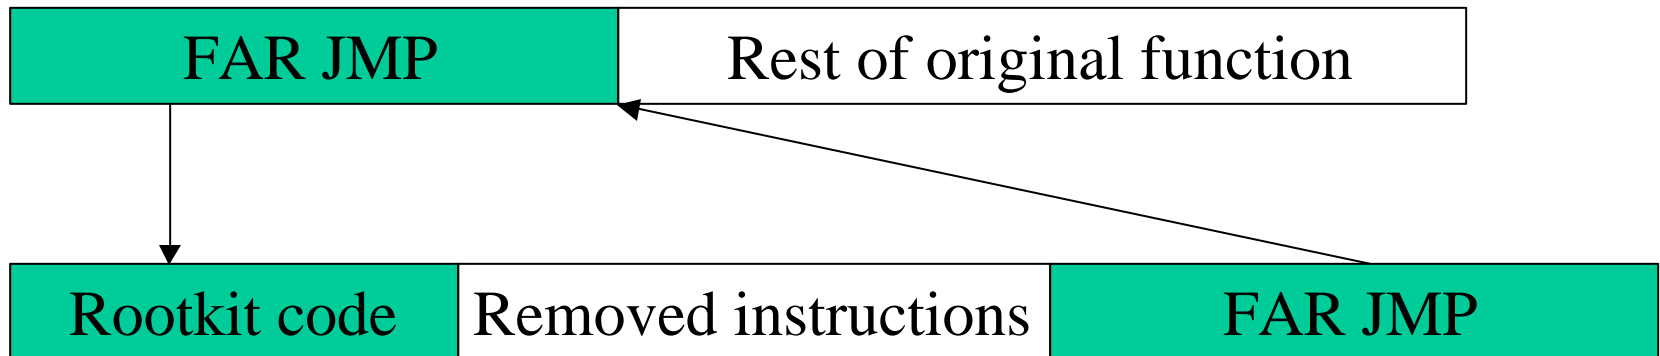 FAR JMP Rest of original function
Rootkit code Removed instructions FAR JMP